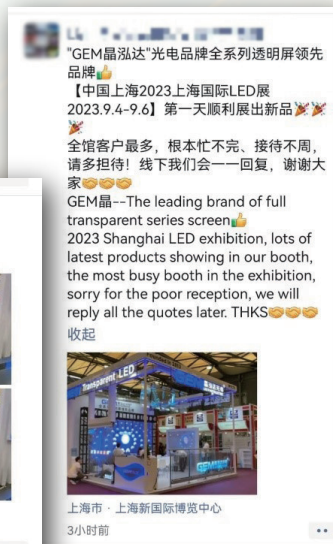 "GEM晶泓达"光电品牌全系列透明屏领先
品牌👍
【中国上海2023上海国际LED展
2023.9.4-9.6】第一天顺利展出新品🎉🎉
🎉
全馆客户最多，根本忙不完、接待不周，
请多担待！线下我们会一一回复，谢谢大
家🤝🤝🤝
GEM晶--The leading brand of full
transparent series screen👍
2023 Shanghai LED exhibition, lots of
latest products showing in our booth,
the most busy booth in the exhibition,
sorry for the poor reception, we will
reply all the quotes later. THKS🤝🤝🤝
收起
Transparent LED
上海市 · 上海新国际博览中心
3小时前